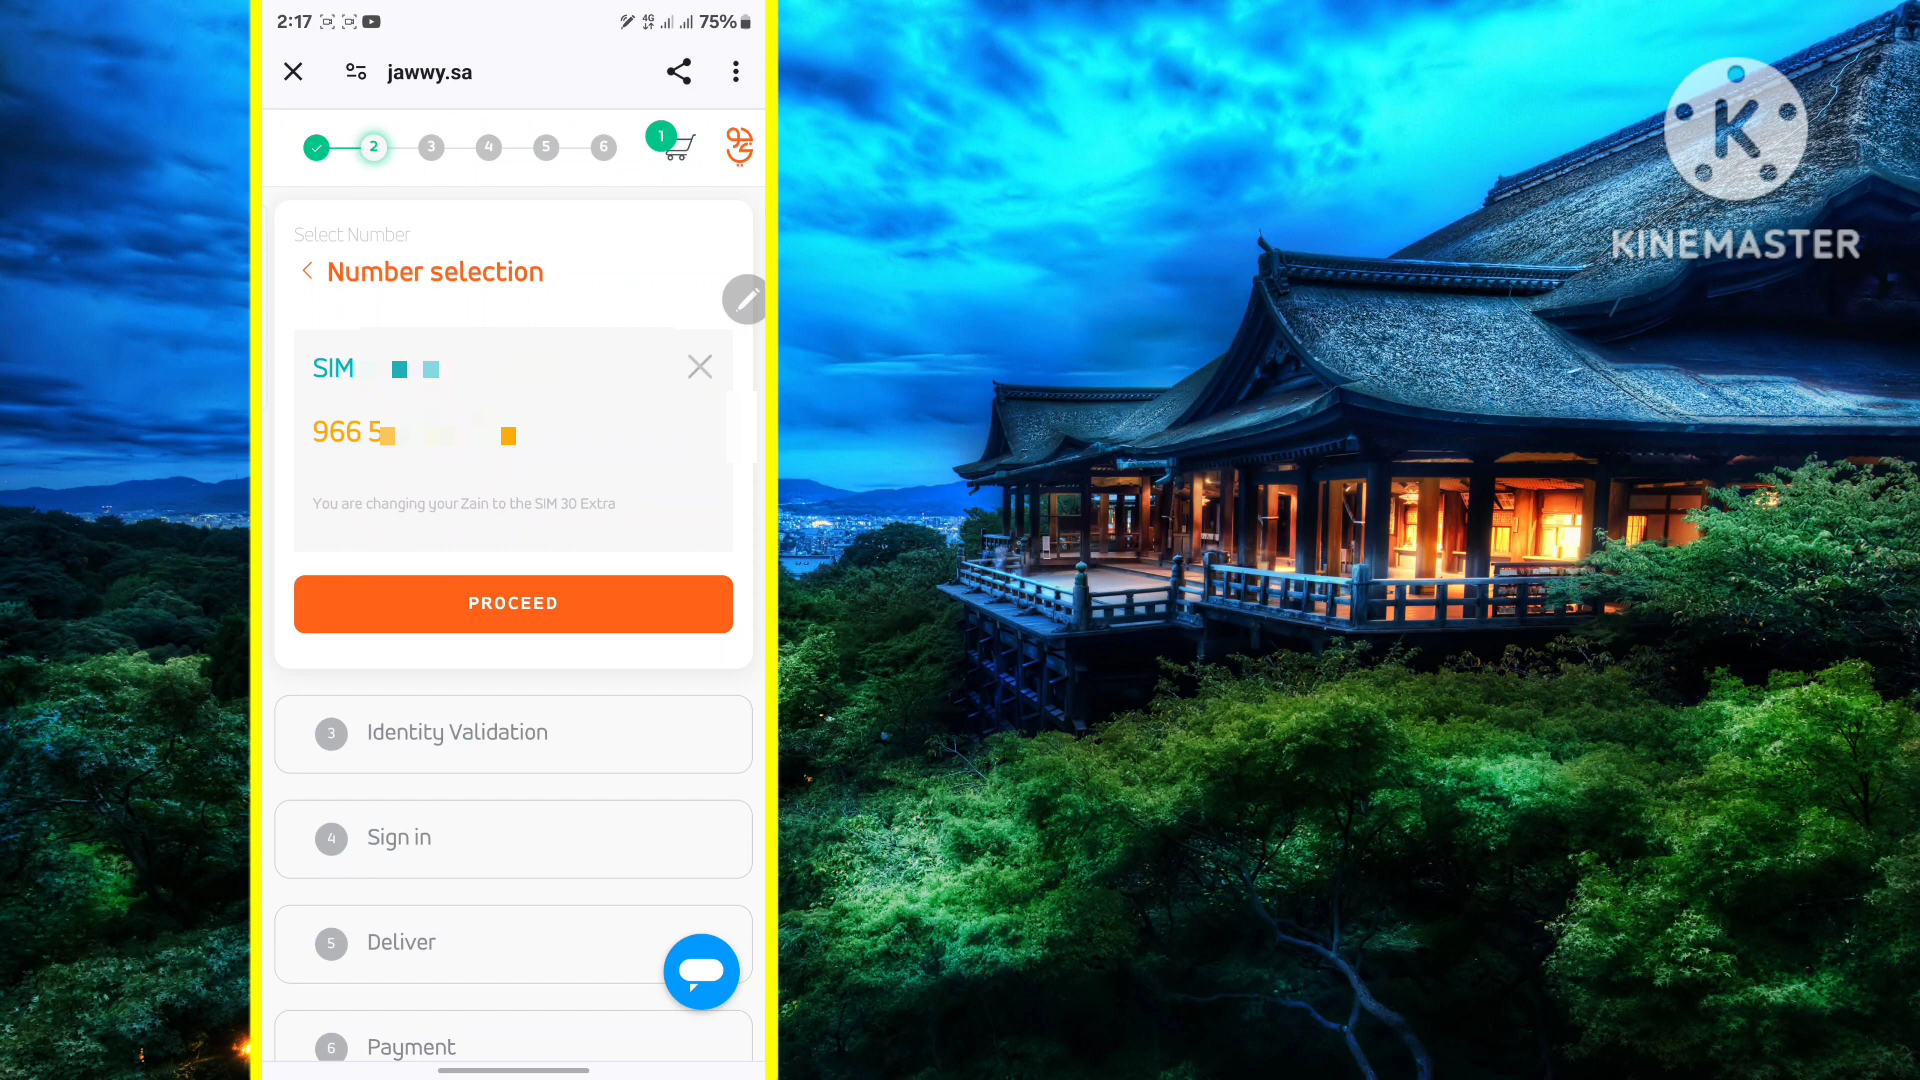 2:17
4G
75%
jawwy.sa
2 3 4 5 6 1
Select Number
Number selection
SIM
966 5
You are changing your Zain to the SIM 30 Extra
PROCEED
3 Identity Validation
4 Sign in
5 Deliver
6 Payment
K
KINEMASTER